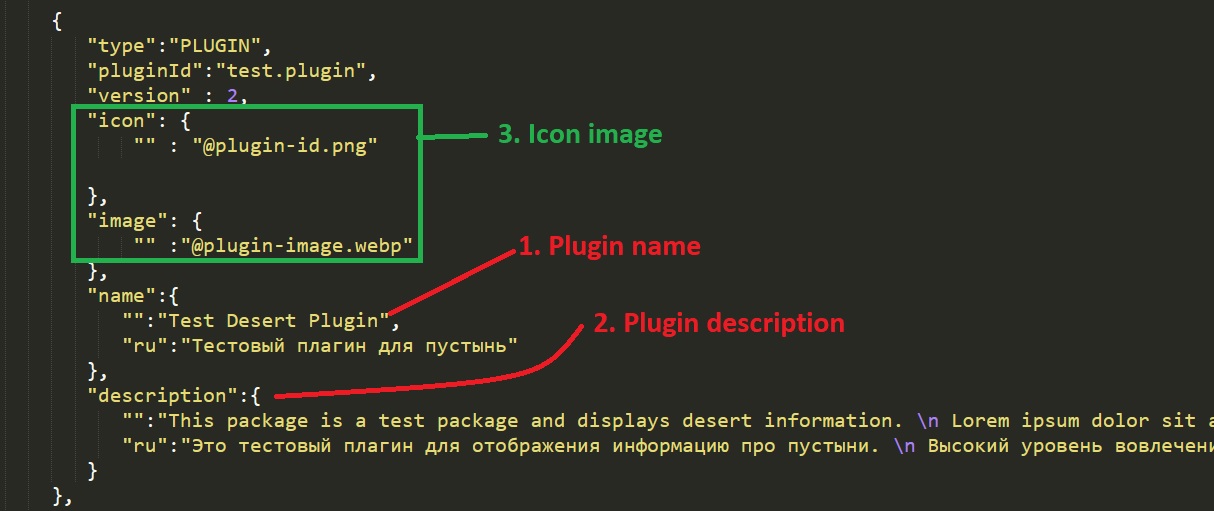 {
"type":"PLUGIN",
"pluginId":"test.plugin",
"version" : 2,
"icon": {
"" : "@plugin-id.png"
3. Icon image
},
"image": {
"" :"@plugin-image.webp"
1. Plugin name
},
"name":{
"":"Test Desert Plugin",
2. Plugin description
"ru":"Тестовый плагин для пустынь"
},
"description":{
"":"This package is a test package and displays desert information. \n Lorem ipsum dolor sit a
"ru":"Это тестовый плагин для отображения информацию про пустыни. \n Высокий уровень вовлечени
}
},